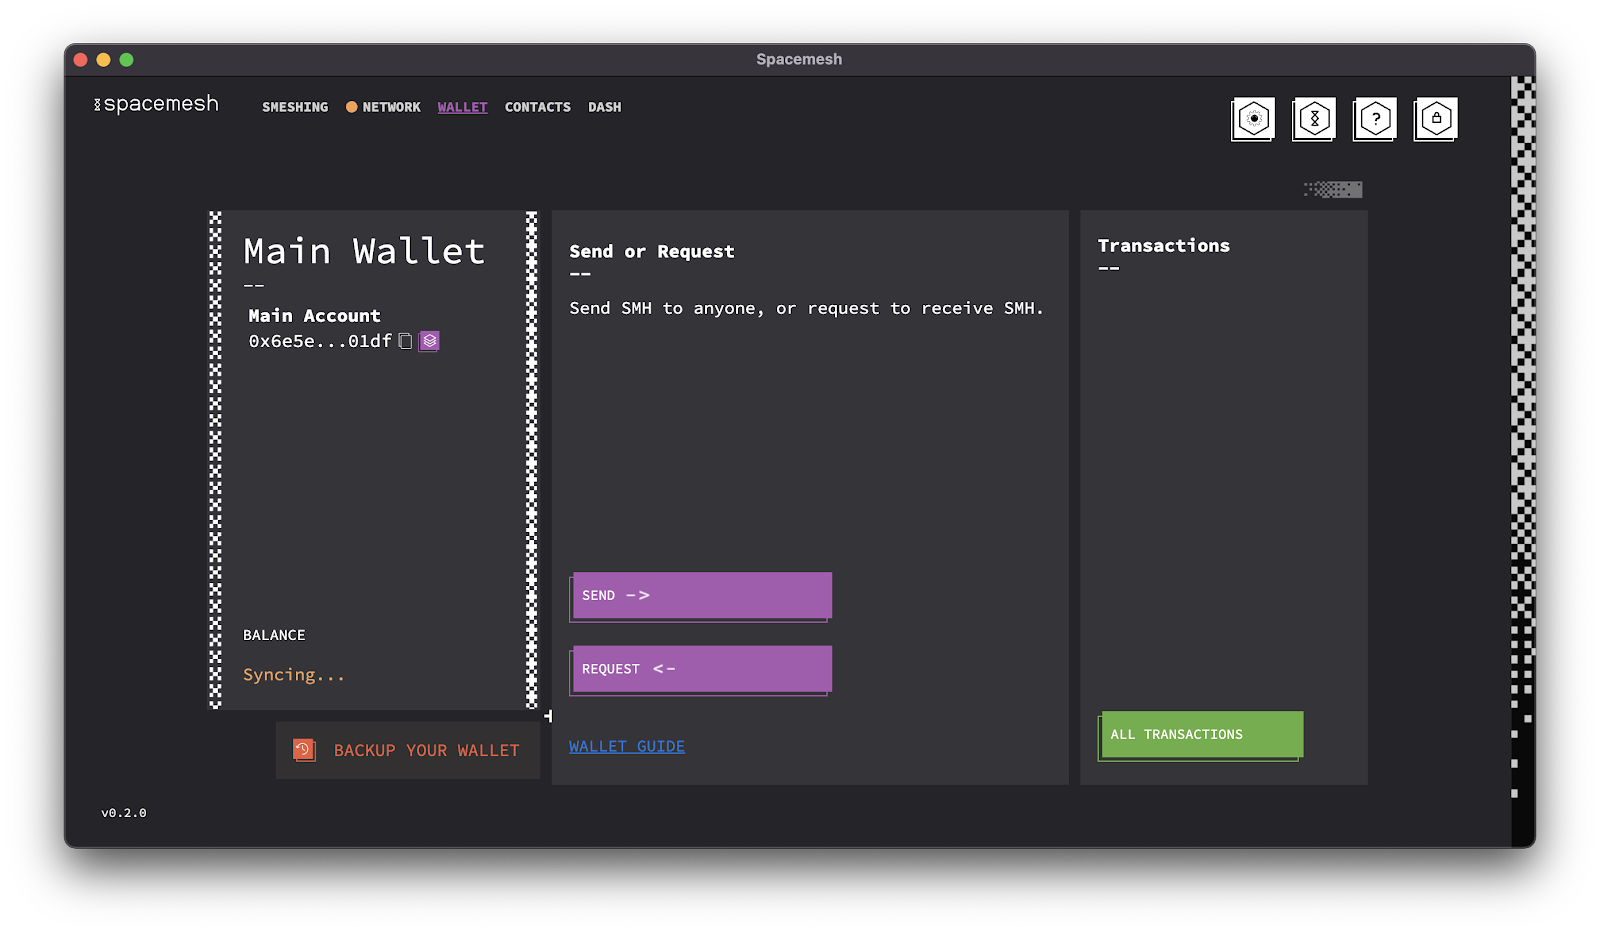 Spacemesh
spacemesh
SMESHING NETWORK WALLET CONTACTS DASH
?
Main Wallet
--
Main Account
0x6e5e...01df
BALANCE
Syncing...
BACKUP YOUR WALLET
Send or Request
--
Send SMH to anyone, or request to receive SMH.
SEND ->
REQUEST <-
WALLET GUIDE
Transactions
--
ALL TRANSACTIONS
v0.2.0